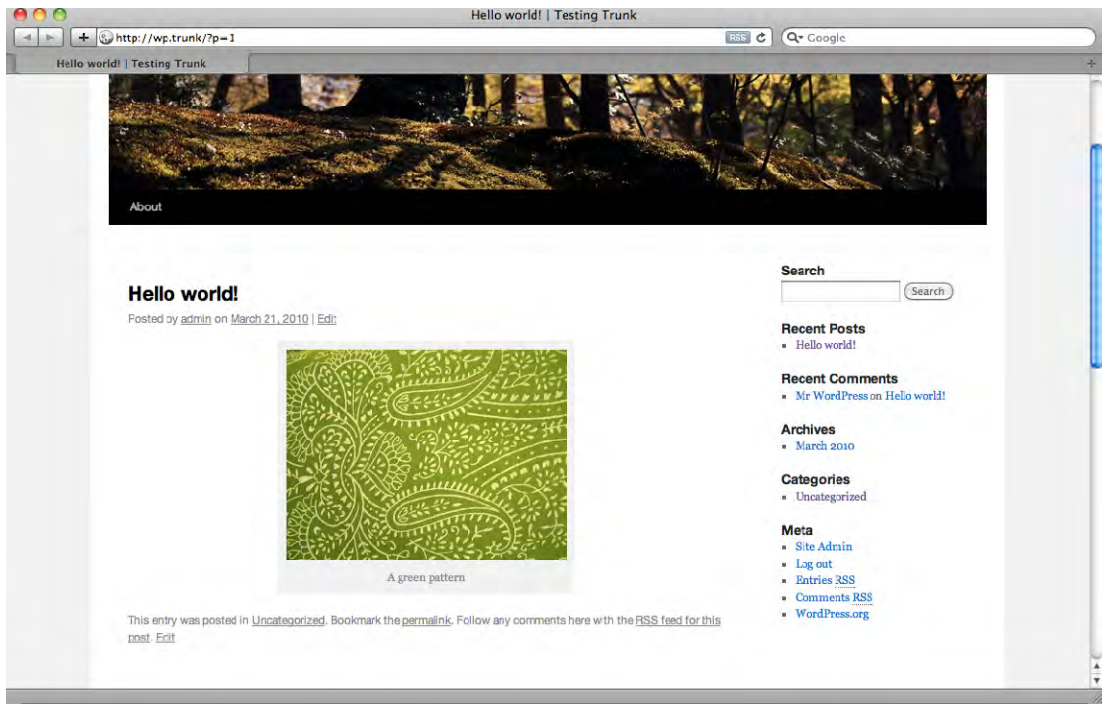 Hello world! | Testing Trunk
http://wp.trunk/?p=1
RSS
Google
Hello world! | Testing Trunk
About
Hello world!
Posted by admin on March 21, 2010 | Edit
A green pattern
This entry was posted in Uncategorized. Bookmark the permalink. Follow any comments here with the RSS feed for this
post. Edit
Search
Search
Recent Posts
Hello world!
Recent Comments
Mr WordPress on Hello world!
Archives
March 2010
Categories
Uncategorized
Meta
Site Admin
Log out
Entries RSS
Comments RSS
WordPress.org